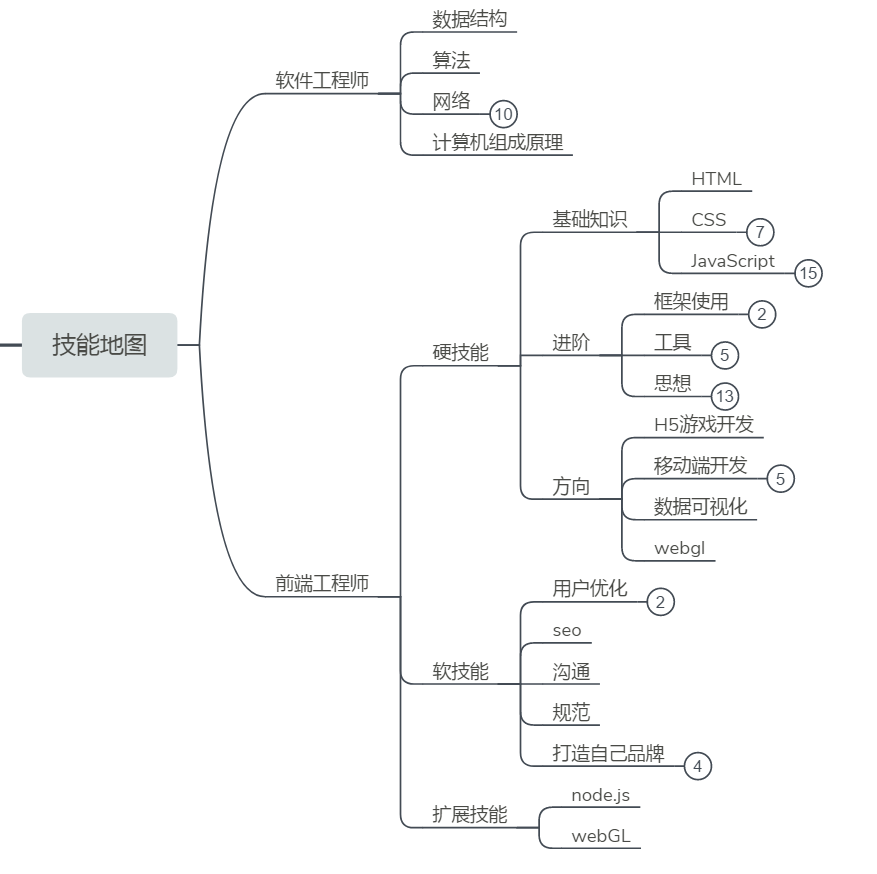 技能地图
软件工程师
数据结构
算法
网络 10
计算机组成原理
前端工程师
硬技能
基础知识
HTML
CSS 7
JavaScript 15
进阶
框架使用 2
工具 5
思想 13
方向
H5游戏开发
移动端开发 5
数据可视化
webgl
软技能
用户优化 2
seo
沟通
规范
打造自己品牌 4
扩展技能
node.js
webGL